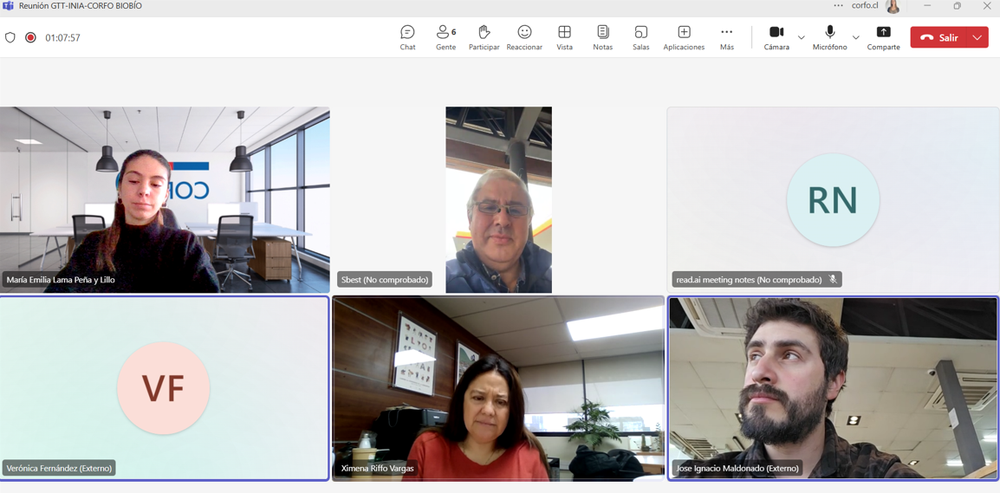 Reunión GTT-INIA-CORFO BIOBÍO
corfo.cl
01:07:57
Chat
6
Gente
Participar
Reaccionar
Vista
Notas
Salas
Aplicaciones
Más
Cámara
Micrófono
Comparte
Salir
María Emilia Lama Peña y Lillo
Sbest (No comprobado)
RN
read.ai meeting notes (No comprobado)
VF
Verónica Fernández (Externo)
Ximena Riffo Vargas
Jose Ignacio Maldonado (Externo)